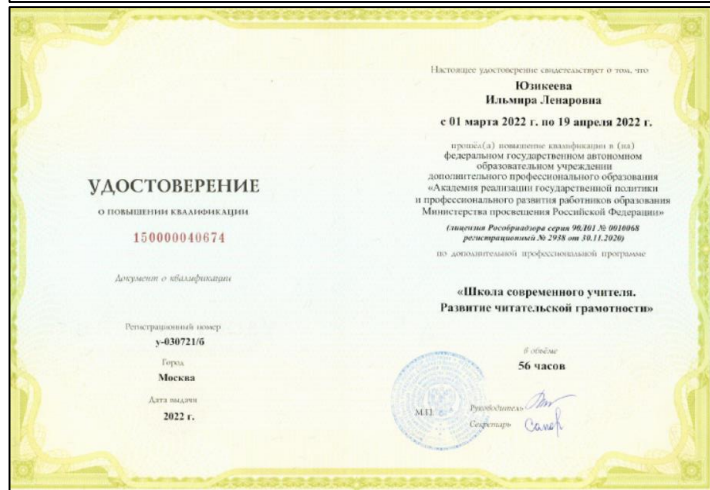 УДОСТОВЕРЕНИЕ
О ПОВЫШЕНИИ КВАЛИФИКАЦИИ
150000040674
Документ о квалификации
Регистрационный номер
у-030721/б
Город
Москва
Дата выдачи
2022 г.
Настоящее удостоверение свидетельствует о том, что
Юзикеева
Ильмира Ленаровна
с 01 марта 2022 г. по 19 апреля 2022 г.
прошёл(а) повышение квалификации в (на)
федеральном государственном автономном
образовательном учреждении
дополнительного профессионального образования
«Академия реализации государственной политики
и профессионального развития работников образования
Министерства просвещения Российской Федерации»
(лицензия Рособрнадзора серия 90Л01 № 0010068
регистрационный № 2938 от 30.11.2020)
по дополнительной профессиональной программе
«Школа современного учителя.
Развитие читательской грамотности»
в объёме
56 часов
М.П.
Руководитель
Секретарь